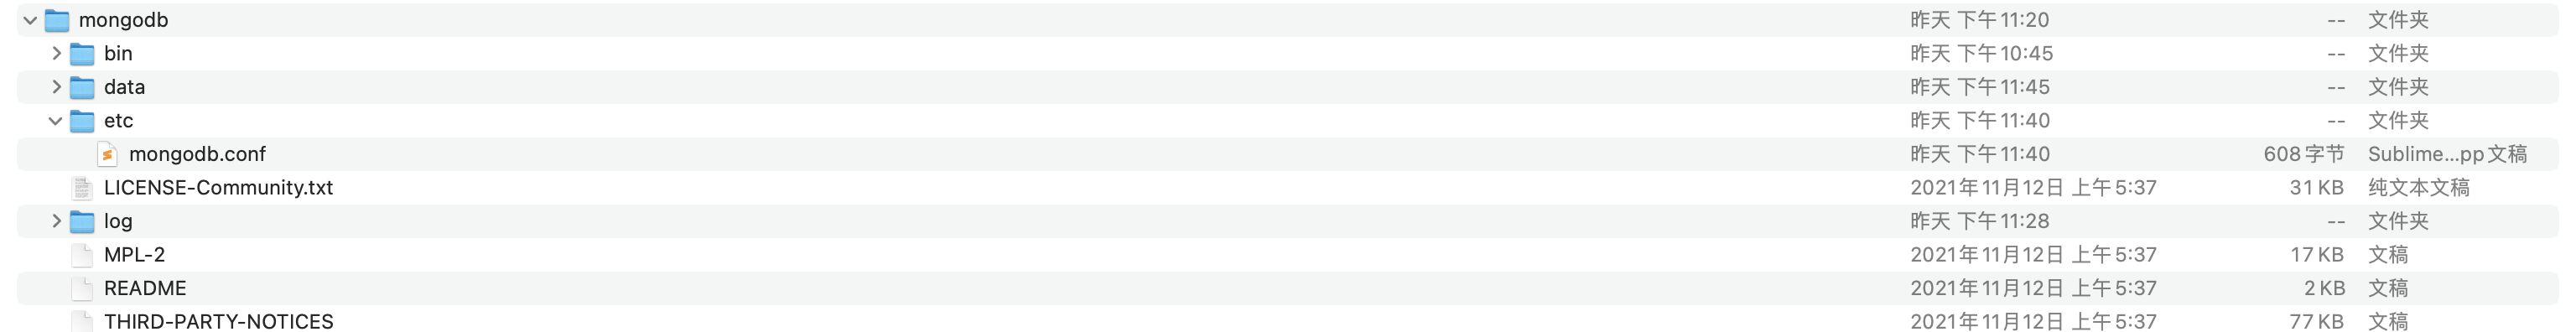 mongodb 昨天 下午11:20 -- 文件夹
bin 昨天 下午10:45 -- 文件夹
data 昨天 下午11:45 -- 文件夹
etc 昨天 下午11:40 -- 文件夹
mongodb.conf 昨天 下午11:40 608字节 Sublime...pp文稿
LICENSE-Community.txt 2021年11月12日 上午5:37 31 KB 纯文本文稿
log 昨天 下午11:28 -- 文件夹
MPL-2 2021年11月12日 上午5:37 17 KB 文稿
README 2021年11月12日 上午5:37 2 KB 文稿
THIRD-PARTY-NOTICES 2021年11月12日 上午5:37 77 KB 文稿